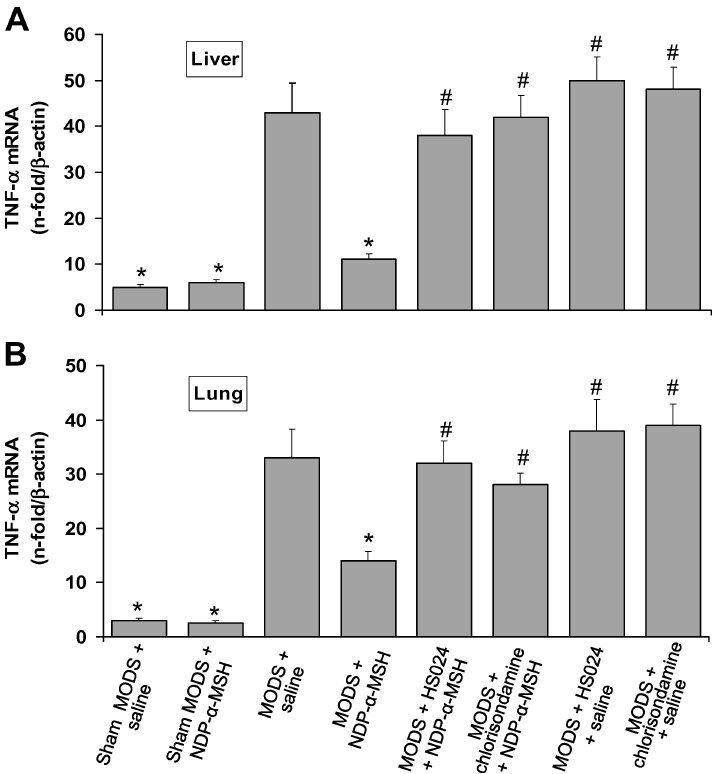 A
Liver
TNF-α mRNA
(n-fold/β-actin)
60
50
40
30
20
10
0
*
*
*
#
#
#
#
B
Lung
TNF-α mRNA
(n-fold/β-actin)
50
40
30
20
10
0
*
*
*
#
#
#
#
Sham MODS +
saline
Sham MODS +
NDP-α-MSH
MODS +
saline
MODS +
NDP-α-MSH
MODS + HS024
+ NDP-α-MSH
MODS +
chlorisondamine
+ NDP-α-MSH
MODS + HS024
+ saline
MODS +
chlorisondamine
+ saline